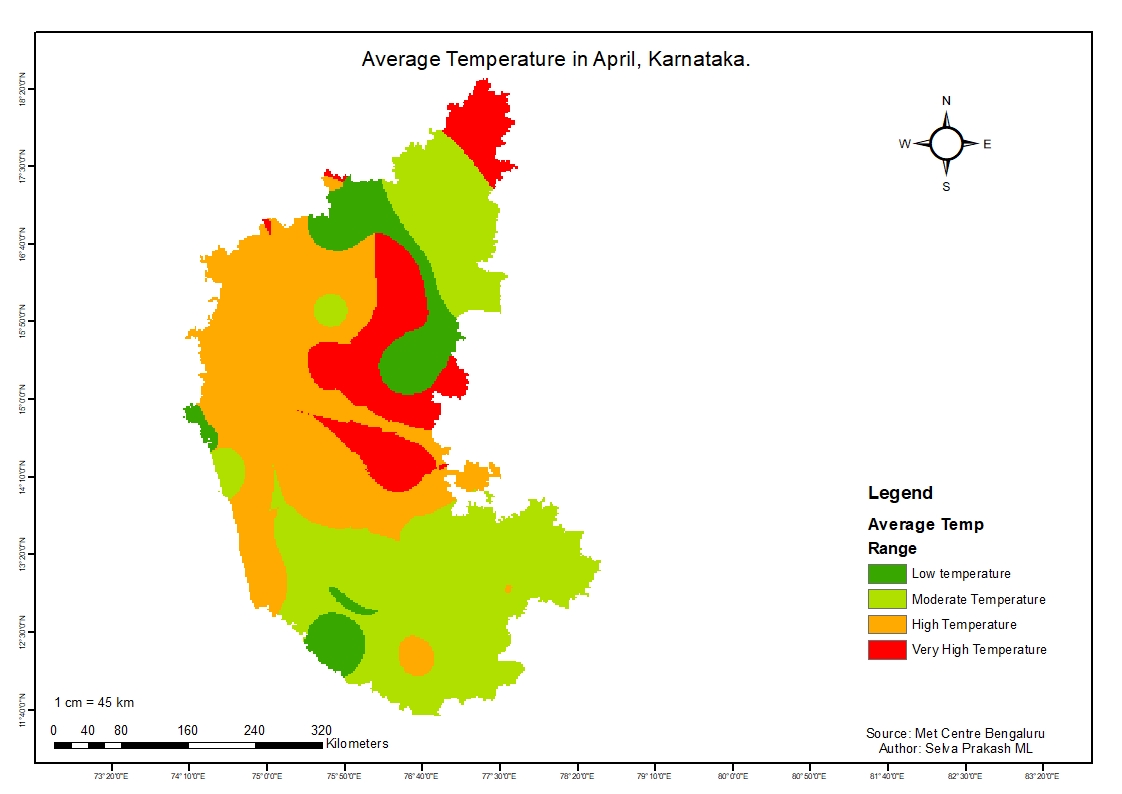 Average Temperature in April, Karnataka.
N
W E
S
18°20'0"N
17°30'0"N
16°40'0"N
15°50'0"N
15°0'0"N
14°10'0"N
13°20'0"N
12°30'0"N
11°40'0"N
Legend
Average Temp
Range
Low temperature
Moderate Temperature
High Temperature
Very High Temperature
1 cm = 45 km
0 40 80 160 240 320
Kilometers
Source: Met Centre Bengaluru
Author: Selva Prakash ML
73°20'0"E 74°10'0"E 75°0'0"E 75°50'0"E 76°40'0"E 77°30'0"E 78°20'0"E 79°10'0"E 80°0'0"E 80°50'0"E 81°40'0"E 82°30'0"E 83°20'0"E